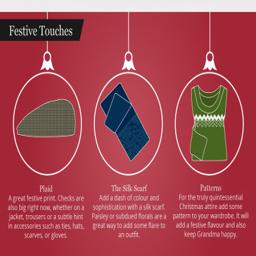 Festive Touches
Plaid
A great festive print. Checks are
also big right now, whether on a
jacket, trousers or a subtle hint
in accessories such as ties, hats,
scarves, or gloves.
The Silk Scarf
Add a dash of colour and
sophistication with a silk scarf.
Paisley or subdued florals are a
great way to add some flare to
an outfit.
Patterns
For the truly quintessential
Christmas attire add some
pattern to your wardrobe. It will
add a festive flavour and also
keep Grandma happy.